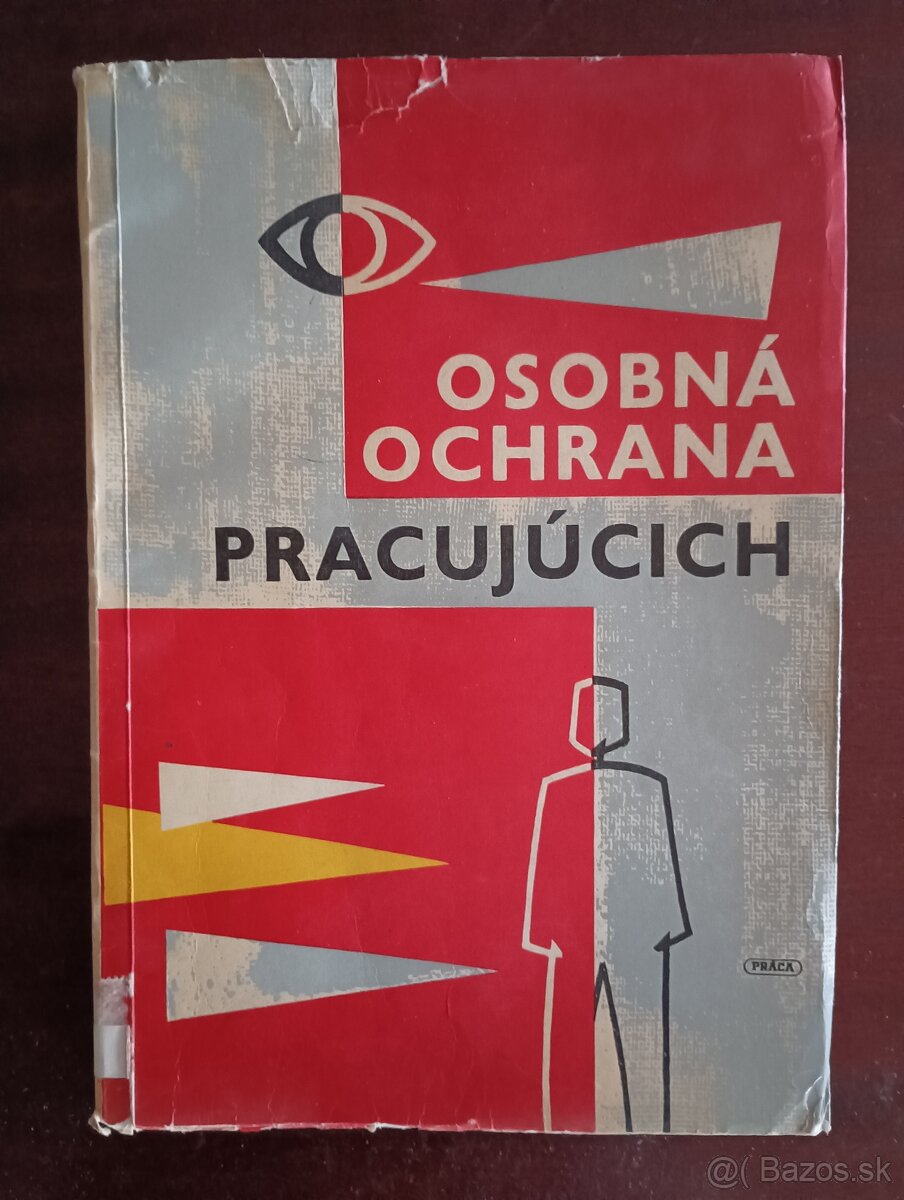 OSOBNÁ
OCHRANA
PRACUJÚCICH
PRÁCA
@( Bazos.sk